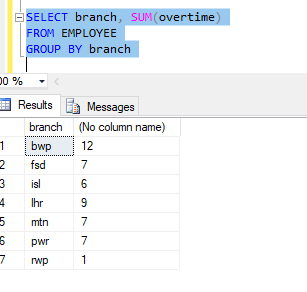 SELECT branch, SUM(overtime)
FROM EMPLOYEE
GROUP BY branch
00 %
Results Messages
branch (No column name)
1 bwp 12
2 fsd 7
3 isl 6
4 lhr 9
5 mtn 7
6 pwr 7
7 rwp 1